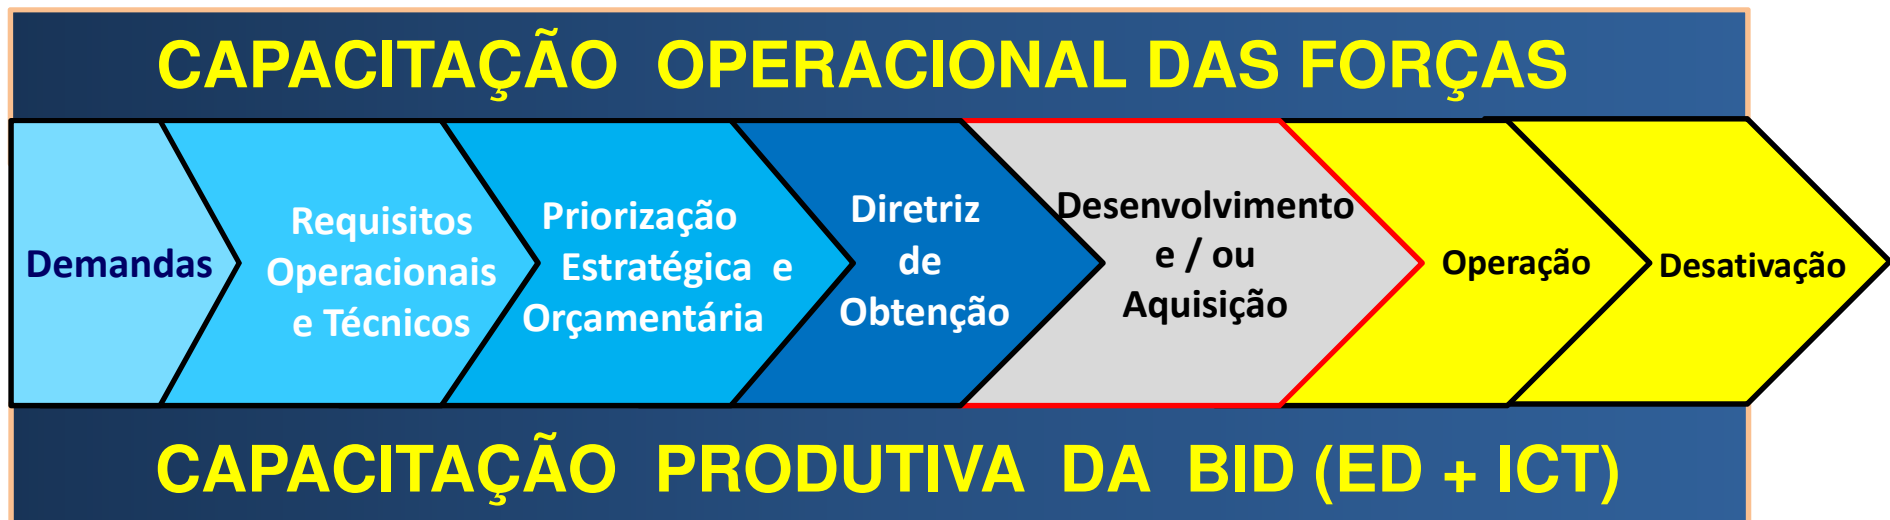 CAPACITAÇÃO OPERACIONAL DAS FORÇAS
Demandas
Requisitos
Operacionais
e Técnicos
Priorização
Estratégica e
Orçamentária
Diretriz
de
Obtenção
Desenvolvimento
e / ou
Aquisição
Operação
Desativação
CAPACITAÇÃO PRODUTIVA DA BID (ED + ICT)